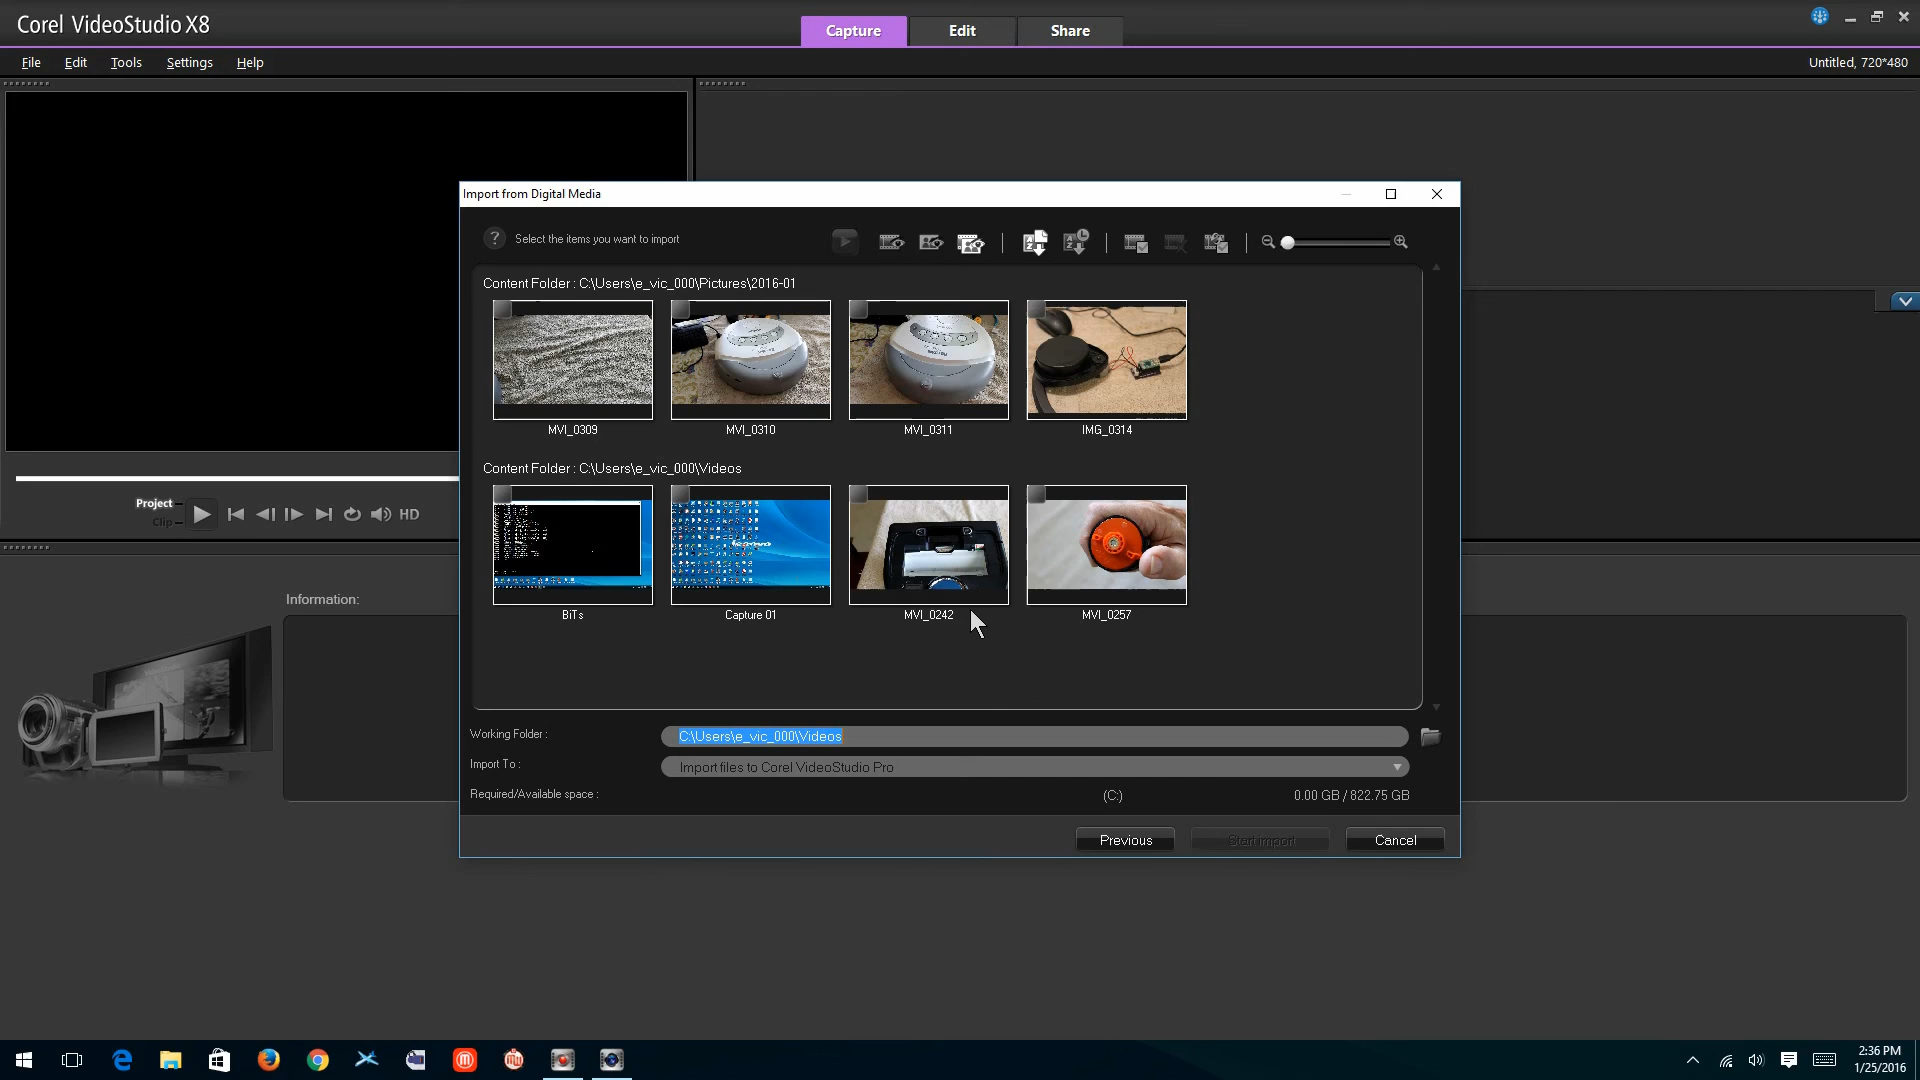 Corel VideoStudio X8
Capture
Edit
Share
File
Edit
Tools
Settings
Help
Untitled, 720*480
Import from Digital Media
Select the items you want to import
Content Folder : C:\Users\e_vic_000\Pictures\2016-01
MVI_0309
MVI_0310
MVI_0311
IMG_0314
Content Folder : C:\Users\e_vic_000\Videos
BiTs
Capture 01
MVI_0242
MVI_0257
Project
Clip
HD
Information:
Working Folder :
C:\Users\e_vic_000\Videos
Import To :
Import files to Corel VideoStudio Pro
Required/Available space :
(C:)
0.00 GB / 822.75 GB
Previous
Start import
Cancel
2:36 PM
1/25/2016